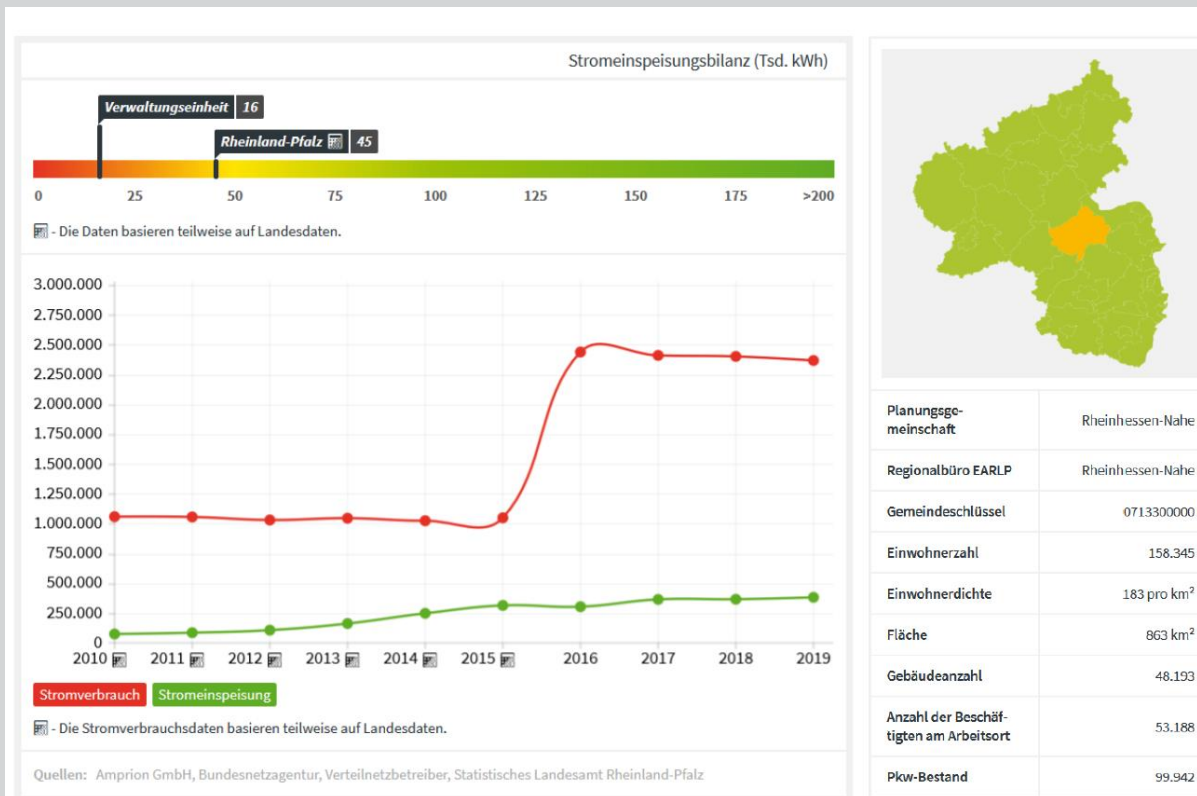 Stromeinspeisungsbilanz (Tsd. kWh)
Verwaltungseinheit 16
Rheinland-Pfalz 45
0 25 50 75 100 125 150 175 >200
- Die Daten basieren teilweise auf Landesdaten.
3.000.000
2.750.000
2.500.000
2.250.000
2.000.000
1.750.000
1.500.000
1.250.000
1.000.000
750.000
500.000
250.000
0
2010 2011 2012 2013 2014 2015 2016 2017 2018 2019
Stromverbrauch Stromeinspeisung
- Die Stromverbrauchsdaten basieren teilweise auf Landesdaten.
Quellen: Amprion GmbH, Bundesnetzagentur, Verteilnetzbetreiber, Statistisches Landesamt Rheinland-Pfalz
Planungsge-
meinschaft Rheinhessen-Nahe
Regionalbüro EARLP Rheinhessen-Nahe
Gemeindeschlüssel 0713300000
Einwohnerzahl 158.345
Einwohnerdichte 183 pro km²
Fläche 863 km²
Gebäudeanzahl 48.193
Anzahl der Beschäf-
tigten am Arbeitsort 53.188
Pkw-Bestand 99.942